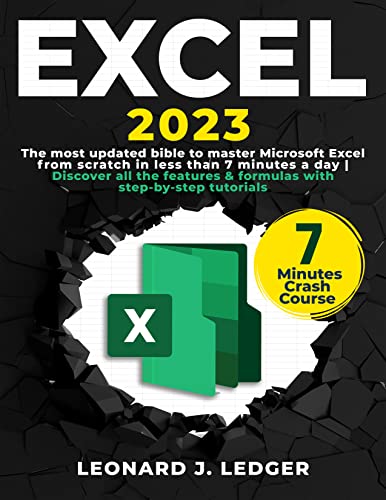 EXCEL
2023
The most updated bible to master Microsoft Excel
from scratch in less than 7 minutes a day |
Discover all the features & formulas with
step-by-step tutorials
7
Minutes
Crash
Course
X
LEONARD J. LEDGER